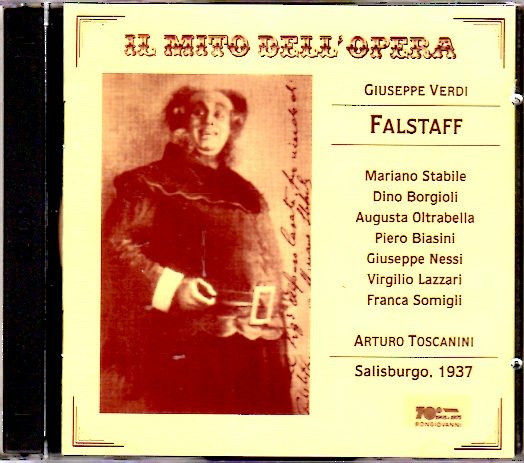 IL MITO DELL'OPERA
GIUSEPPE VERDI
FALSTAFF
Mariano Stabile
Dino Borgioli
Augusta Oltrabella
Piero Biasini
Giuseppe Nessi
Virgilio Lazzari
Franca Somigli
ARTURO TOSCANINI
Salisburgo, 1937
70°
BONGIOVANNI